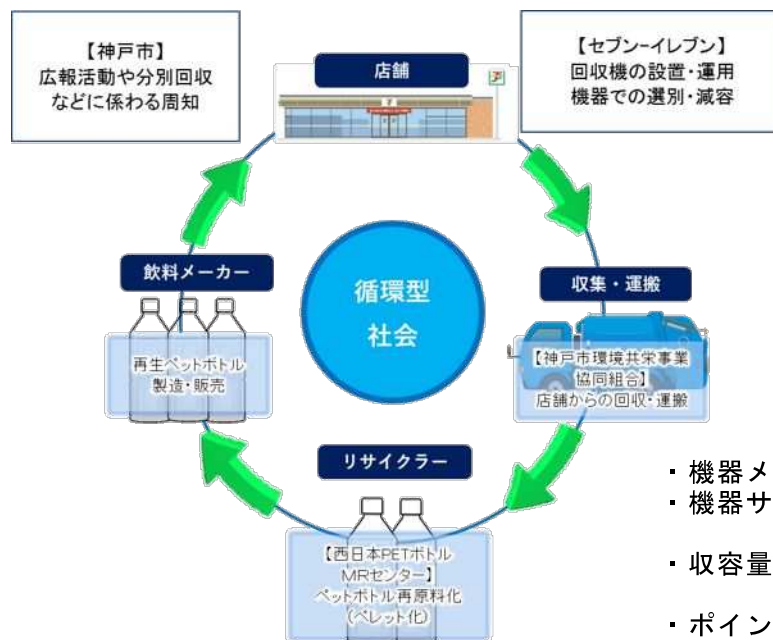 【神戸市】
広報活動や分別回収
などに係わる周知
店舗
【セブン-イレブン】
回収機の設置・運用
機器での選別・減容
飲料メーカー
再生ペットボトル
製造・販売
循環型
社会
収集・運搬
【神戸市環境共栄事業
協同組合】
店舗からの回収・運搬
リサイクラー
【西日本PETボトル
MRセンター】
ペットボトル再原料化
(ペレット化)
・機器メ
・機器サ
・収容量
・ポイン